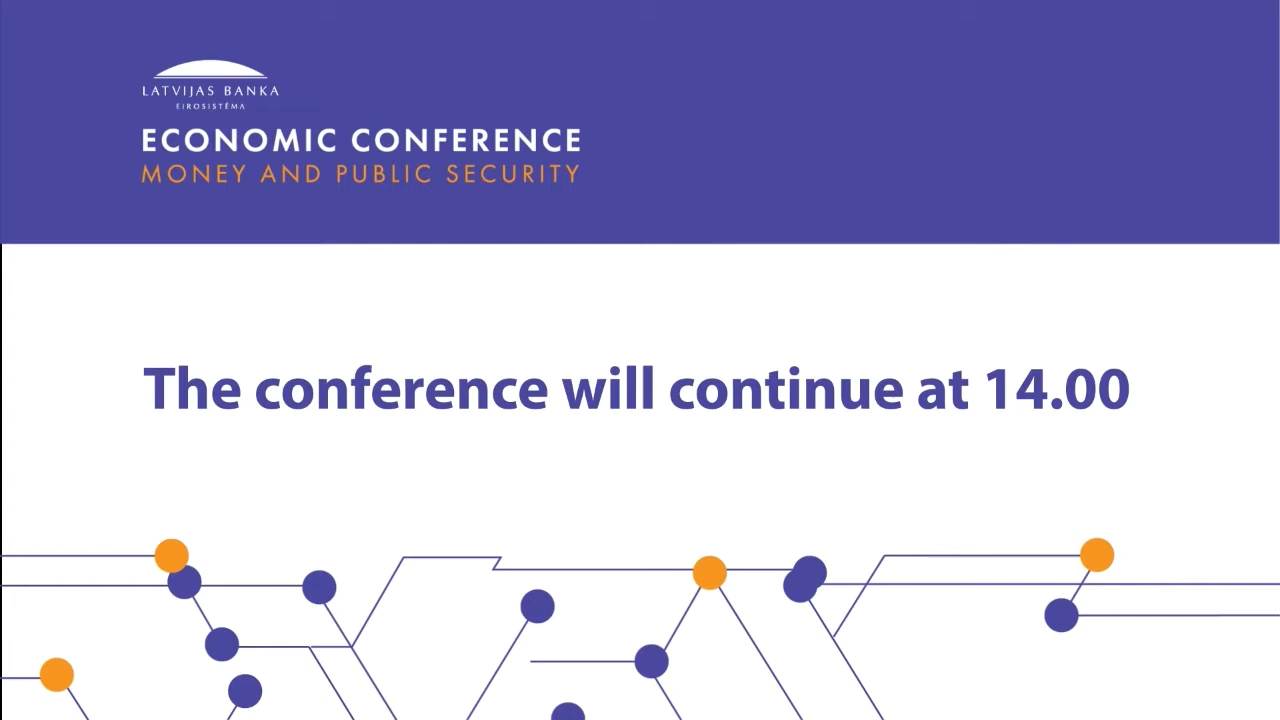 LATVIJAS BANKA
EIROSISTĒMA
ECONOMIC CONFERENCE
MONEY AND PUBLIC SECURITY
The conference will continue at 14.00